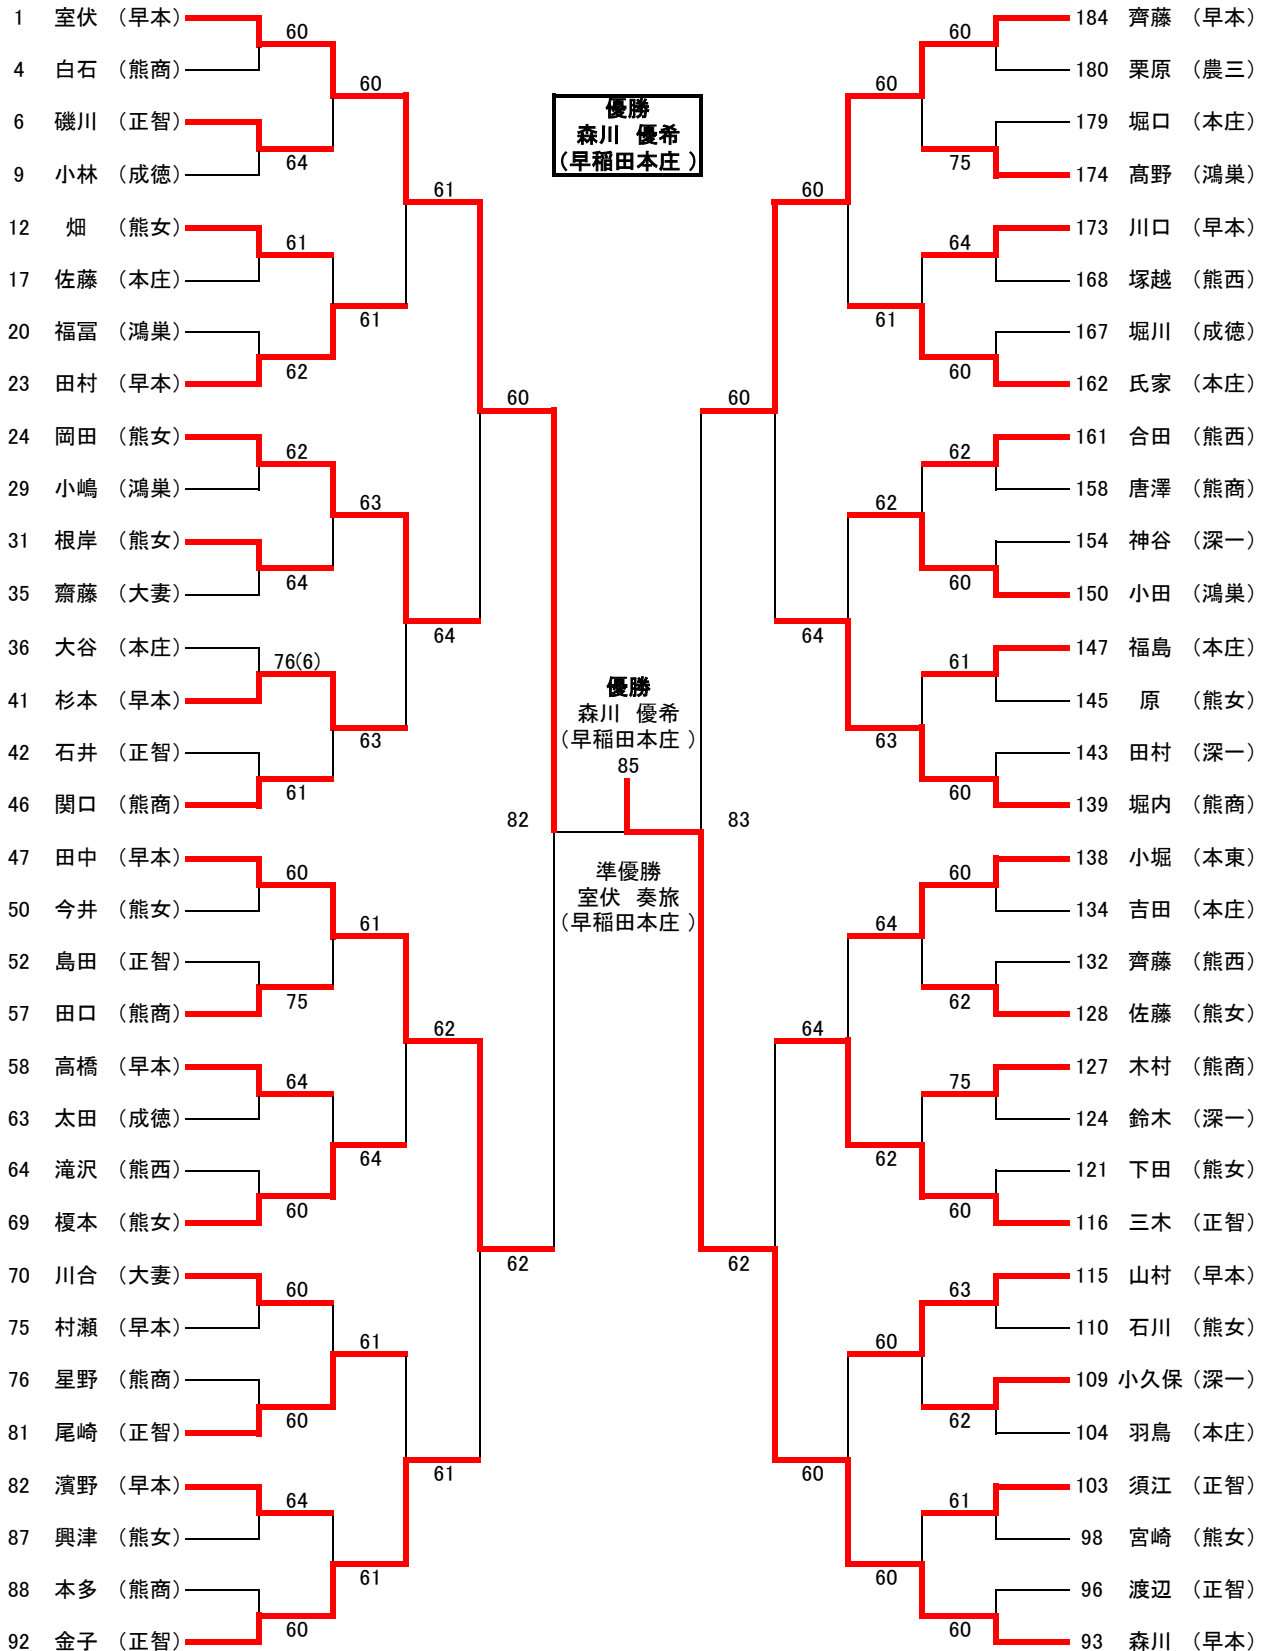 1 室伏 (早本)
60
4 白石 (熊商)
60
6 磯川 (正智)
64
9 小林 (成徳)
61
12 畑 (熊女)
61
17 佐藤 (本庄)
61
20 福冨 (鴻巣)
62
23 田村 (早本)
60
24 岡田 (熊女)
62
29 小嶋 (鴻巣)
63
31 根岸 (熊女)
64
35 齋藤 (大妻)
64
36 大谷 (本庄)
76(6)
41 杉本 (早本)
63
42 石井 (正智)
61
46 関口 (熊商)
82
47 田中 (早本)
60
50 今井 (熊女)
61
52 島田 (正智)
75
57 田口 (熊商)
62
58 高橋 (早本)
64
63 太田 (成徳)
64
64 滝沢 (熊西)
60
69 榎本 (熊女)
62
70 川合 (大妻)
60
75 村瀬 (早本)
61
76 星野 (熊商)
60
81 尾崎 (正智)
61
82 濱野 (早本)
64
87 興津 (熊女)
61
88 本多 (熊商)
60
92 金子 (正智)
優勝
森川 優希
(早稲田本庄 )
優勝
森川 優希
(早稲田本庄 )
85
準優勝
室伏 奏旅
(早稲田本庄 )
184 齊藤 (早本)
60
180 栗原 (農三)
60
179 堀口 (本庄)
75
174 髙野 (鴻巣)
60
173 川口 (早本)
64
168 塚越 (熊西)
61
167 堀川 (成徳)
60
162 氏家 (本庄)
60
161 合田 (熊西)
62
158 唐澤 (熊商)
62
154 神谷 (深一)
60
150 小田 (鴻巣)
64
147 福島 (本庄)
61
145 原 (熊女)
63
143 田村 (深一)
60
139 堀内 (熊商)
83
138 小堀 (本東)
60
134 吉田 (本庄)
64
132 齊藤 (熊西)
62
128 佐藤 (熊女)
64
127 木村 (熊商)
75
124 鈴木 (深一)
62
121 下田 (熊女)
60
116 三木 (正智)
62
115 山村 (早本)
63
110 石川 (熊女)
60
109 小久保 (深一)
62
104 羽鳥 (本庄)
60
103 須江 (正智)
61
98 宮崎 (熊女)
60
96 渡辺 (正智)
60
93 森川 (早本)